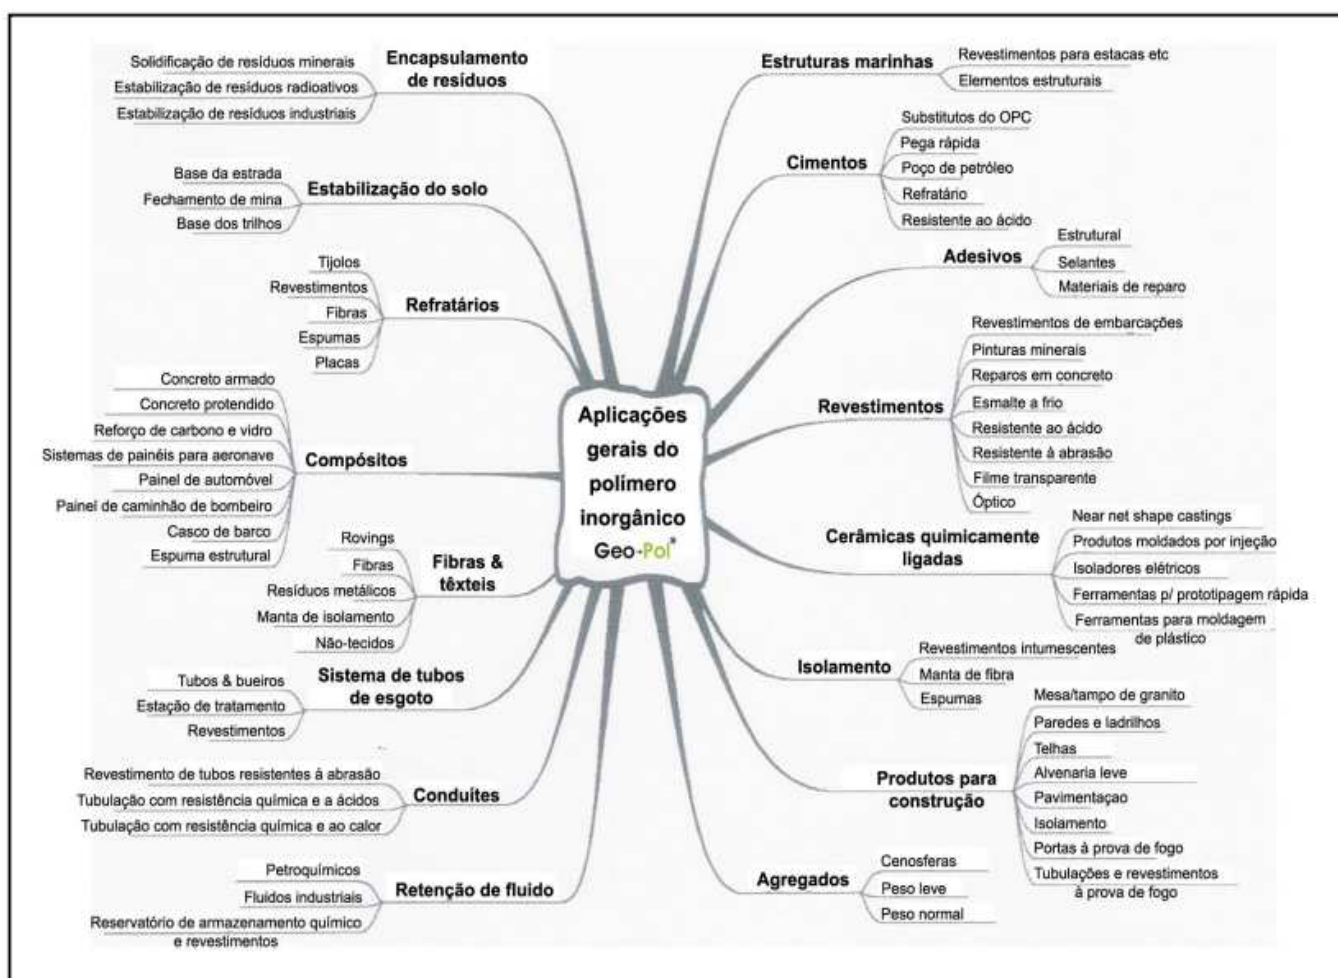 Aplicações
gerais do
polímero
inorgânico
Geo-Pol®
Encapsulamento
de resíduos
Solidificação de resíduos minerais
Estabilização de resíduos radioativos
Estabilização de resíduos industriais
Estabilização do solo
Base da estrada
Fechamento de mina
Base dos trilhos
Refratários
Tijolos
Revestimentos
Fibras
Espumas
Placas
Compósitos
Concreto armado
Concreto protendido
Reforço de carbono e vidro
Sistemas de painéis para aeronave
Painel de automóvel
Painel de caminhão de bombeiro
Casco de barco
Espuma estrutural
Fibras &
têxteis
Rovings
Fibras
Resíduos metálicos
Manta de isolamento
Não-tecidos
Sistema de tubos
de esgoto
Tubos & bueiros
Estação de tratamento
Revestimentos
Conduítes
Revestimento de tubos resistentes à abrasão
Tubulação com resistência química e a ácidos
Tubulação com resistência química e ao calor
Retenção de fluido
Petroquímicos
Fluidos industriais
Reservatório de armazenamento químico
e revestimentos
Estruturas marinhas
Revestimentos para estacas etc
Elementos estruturais
Cimentos
Substitutos do OPC
Pega rápida
Poço de petróleo
Refratário
Resistente ao ácido
Adesivos
Estrutural
Selantes
Materiais de reparo
Revestimentos
Revestimentos de embarcações
Pinturas minerais
Reparos em concreto
Esmalte a frio
Resistente ao ácido
Resistente à abrasão
Filme transparente
Óptico
Cerâmicas quimicamente
ligadas
Near net shape castings
Produtos moldados por injeção
Isoladores elétricos
Ferramentas p/ prototipagem rápida
Ferramentas para moldagem
de plástico
Isolamento
Revestimentos intumescentes
Manta de fibra
Espumas
Produtos para
construção
Mesa/tampo de granito
Paredes e ladrilhos
Telhas
Alvenaria leve
Pavimentaçao
Isolamento
Portas à prova de fogo
Tubulações e revestimentos
à prova de fogo
Agregados
Cenosferas
Peso leve
Peso normal